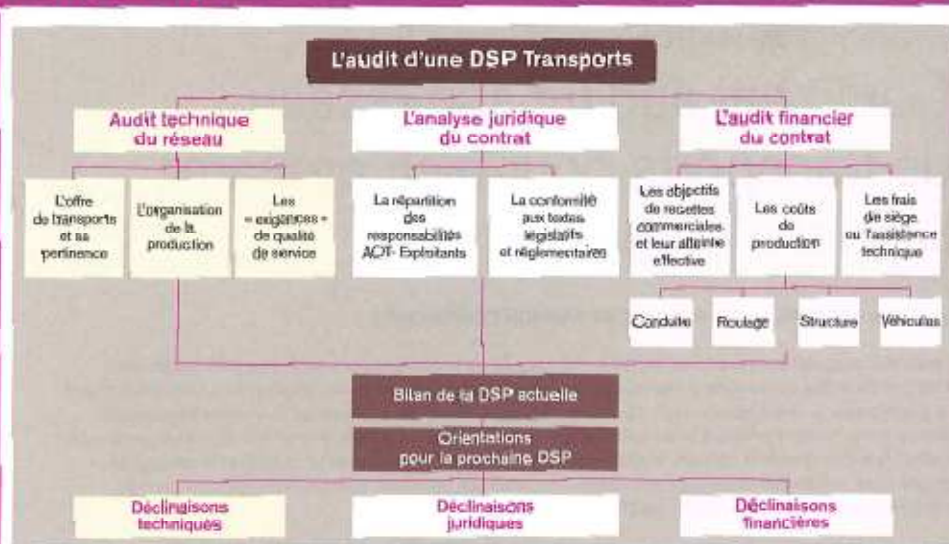 L'audit d'une DSP Transports
Audit technique
du réseau
L'analyse juridique
du contrat
L'audit financier
du contrat
L'offre
de transports
et sa
pertinence
L'organisation
de la
production
Les
« exigences »
de qualité
de service
La répartition
des
responsabilités
AOT- Exploitants
La conformité
aux textes
législatifs
et réglementaires
Les objectifs
de recettes
commerciales
et leur atteinte
effective
Les coûts
de
production
Les frais
de siège
ou l'assistance
technique
Conduite
Roulage
Structure
Véhicules
Bilan de la DSP actuelle
Orientations
pour la prochaine DSP
Déclinaisons
techniques
Déclinaisons
juridiques
Déclinaisons
financières